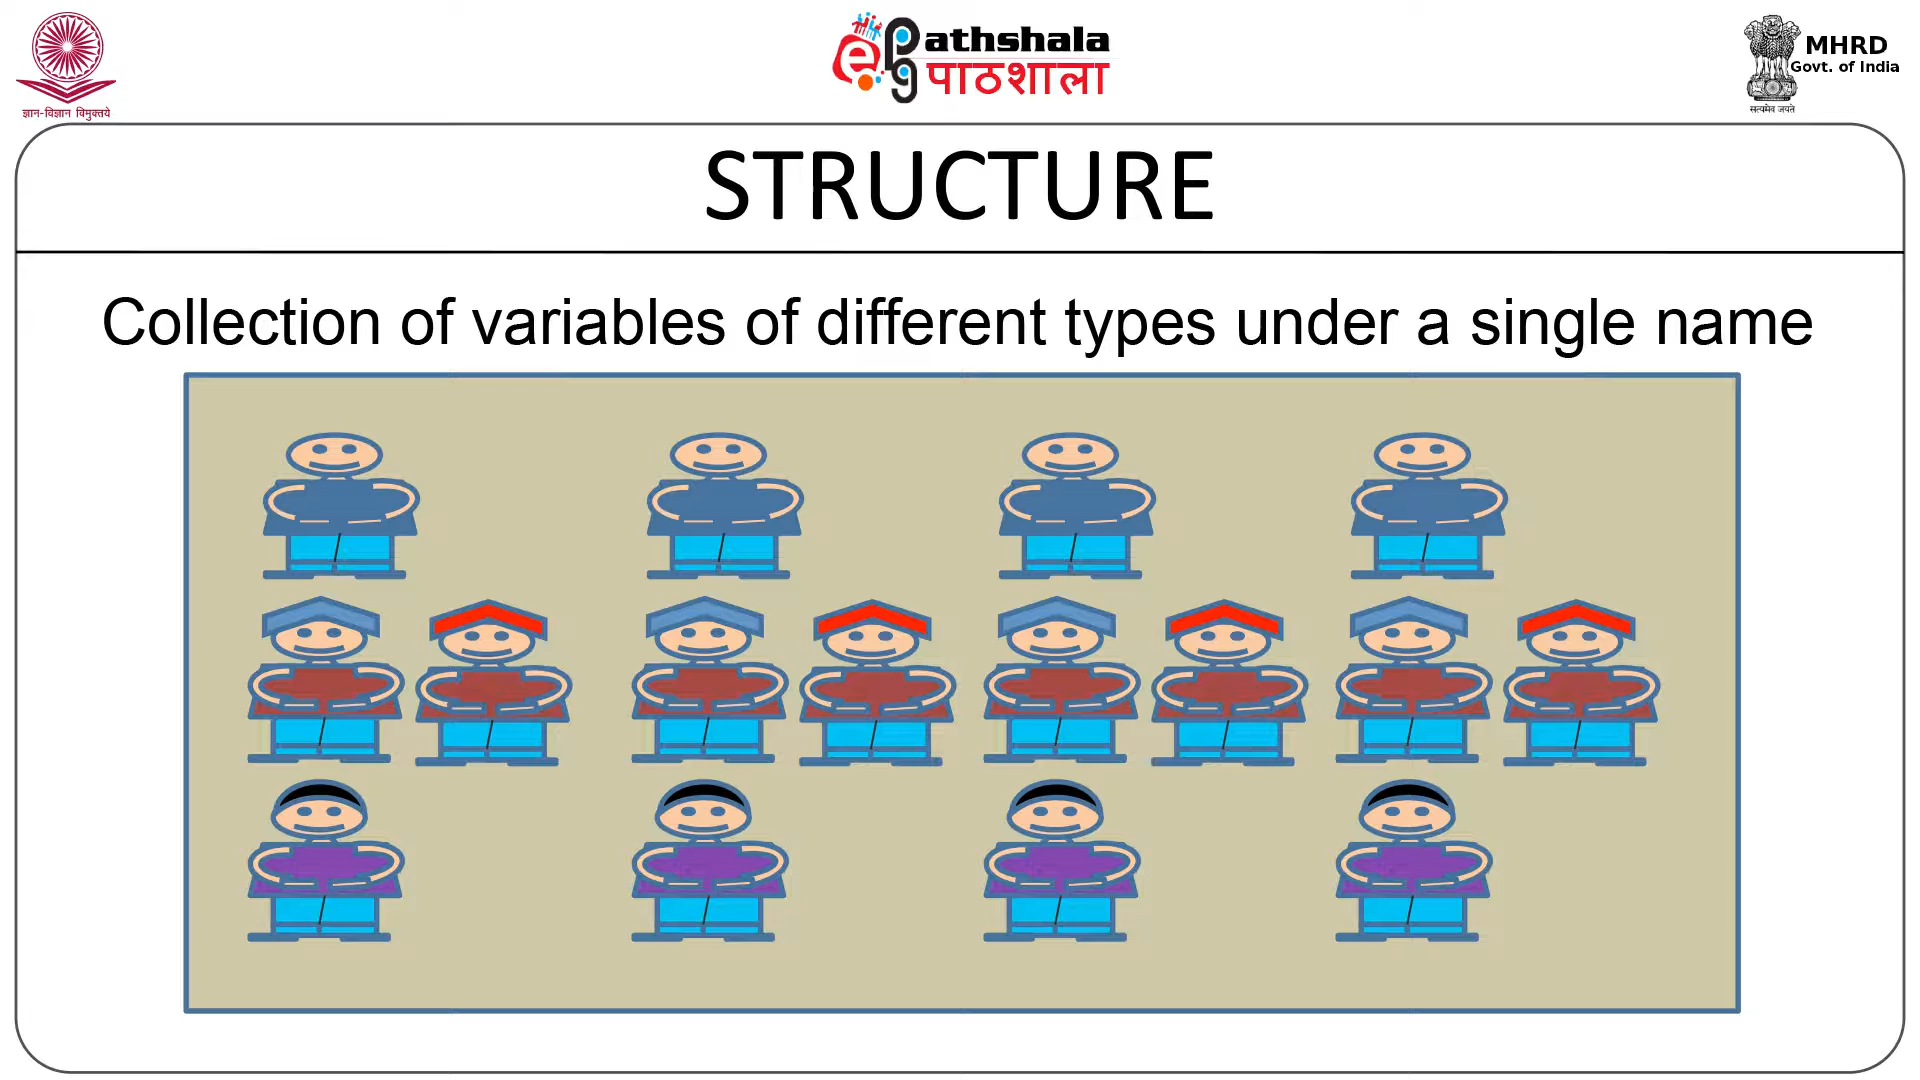 ज्ञान-विज्ञान विमुक्तये
ePathshala
पाठशाला
MHRD
Govt. of India
सत्यमेव जयते
STRUCTURE
Collection of variables of different types under a single name